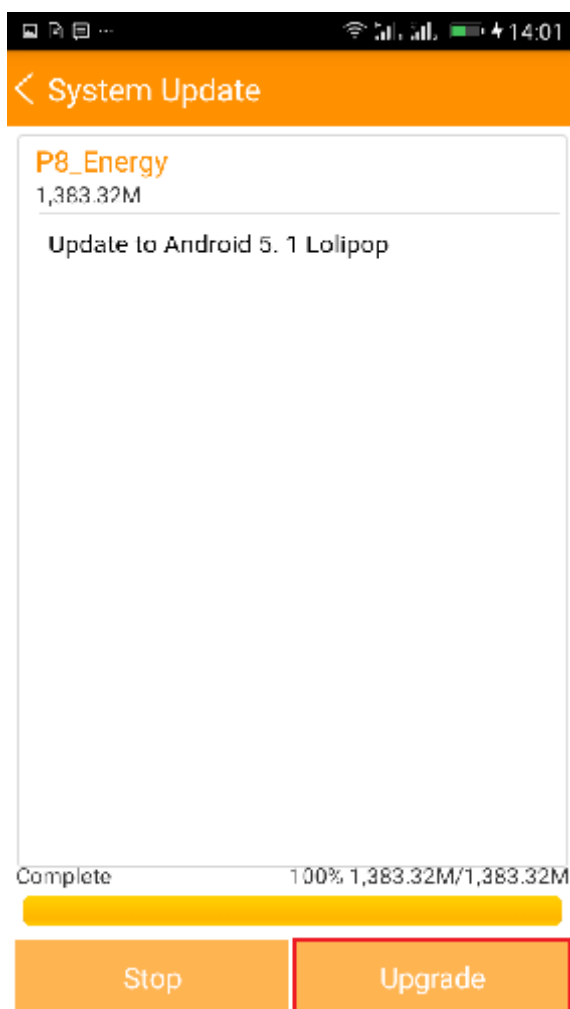 14:01
System Update
P8_Energy
1,383.32M
Update to Android 5. 1 Lolipop
Complete 100% 1,383.32M/1,383.32M
Stop Upgrade